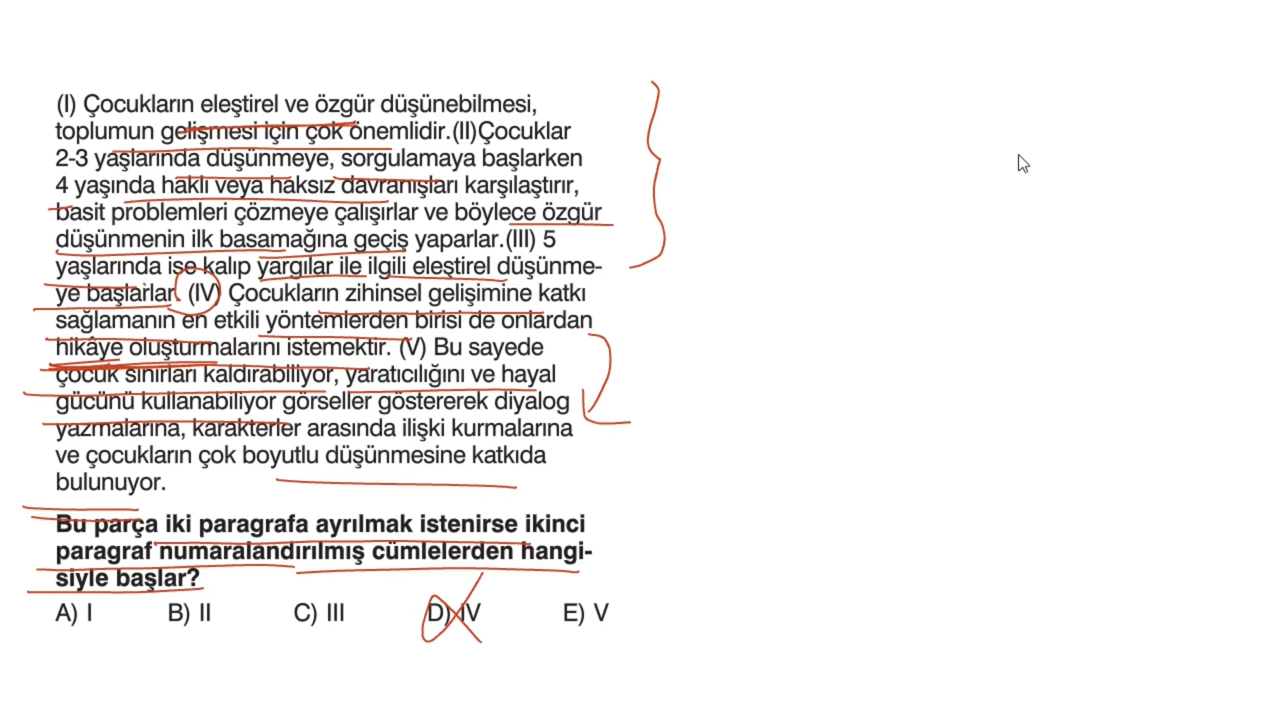 (I) Çocukların eleştirel ve özgür düşünebilmesi,
toplumun gelişmesi için çok önemlidir.(II)Çocuklar
2-3 yaşlarında düşünmeye, sorgulamaya başlarken
4 yaşında haklı veya haksız davranışları karşılaştırır,
basit problemleri çözmeye çalışırlar ve böylece özgür
düşünmenin ilk basamağına geçiş yaparlar.(III) 5
yaşlarında ise kalıp yargılar ile ilgili eleştirel düşünme-
ye başlarlar. (IV) Çocukların zihinsel gelişimine katkı
sağlamanın en etkili yöntemlerden birisi de onlardan
hikâye oluşturmalarını istemektir. (V) Bu sayede
çocuk sınırları kaldırabiliyor, yaratıcılığını ve hayal
gücünü kullanabiliyor görseller göstererek diyalog
yazmalarına, karakterler arasında ilişki kurmalarına
ve çocukların çok boyutlu düşünmesine katkıda
bulunuyor.
Bu parça iki paragrafa ayrılmak istenirse ikinci
paragraf numaralandırılmış cümlelerden hangi-
siyle başlar?
A) I B) II C) III D) IV E) V